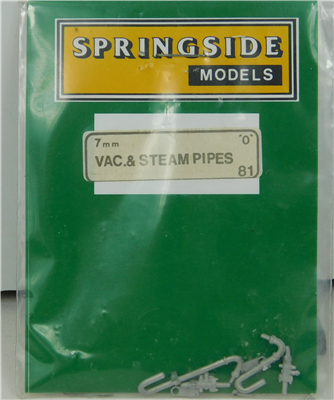 SPRINGSIDE
MODELS
7mm "O"
VAC.& STEAM PIPES
81